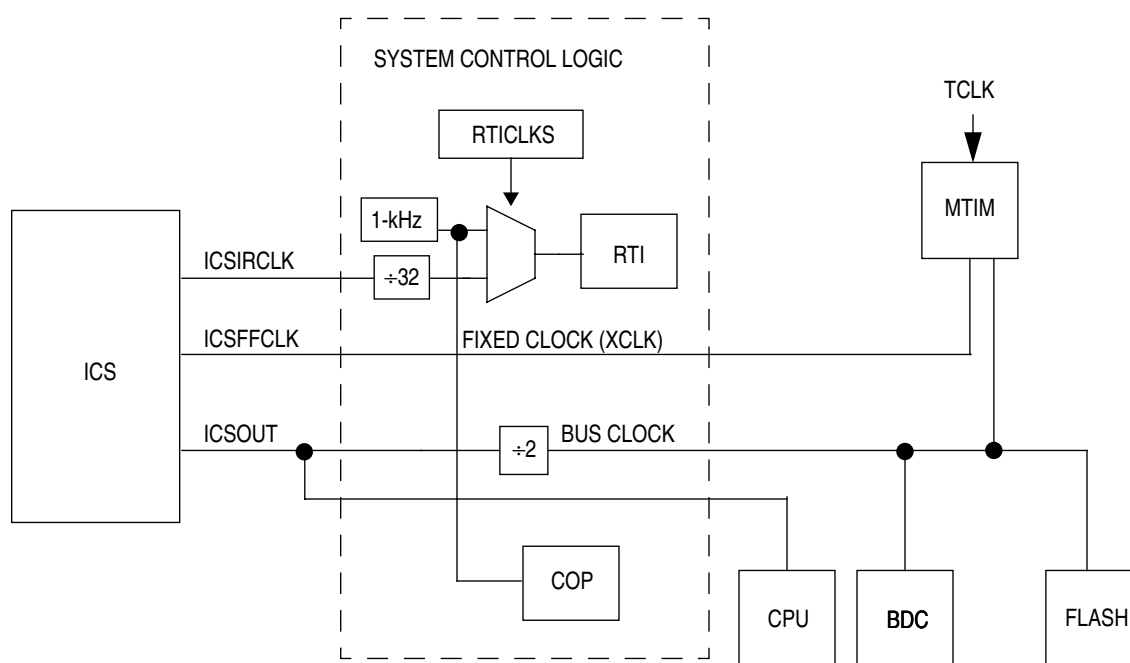 SYSTEM CONTROL LOGIC
TCLK
RTICLKS
MTIM
1-kHz
RTI
ICSIRCLK
÷32
ICSFFCLK
FIXED CLOCK (XCLK)
ICS
ICSOUT
÷2
BUS CLOCK
COP
CPU
BDC
FLASH